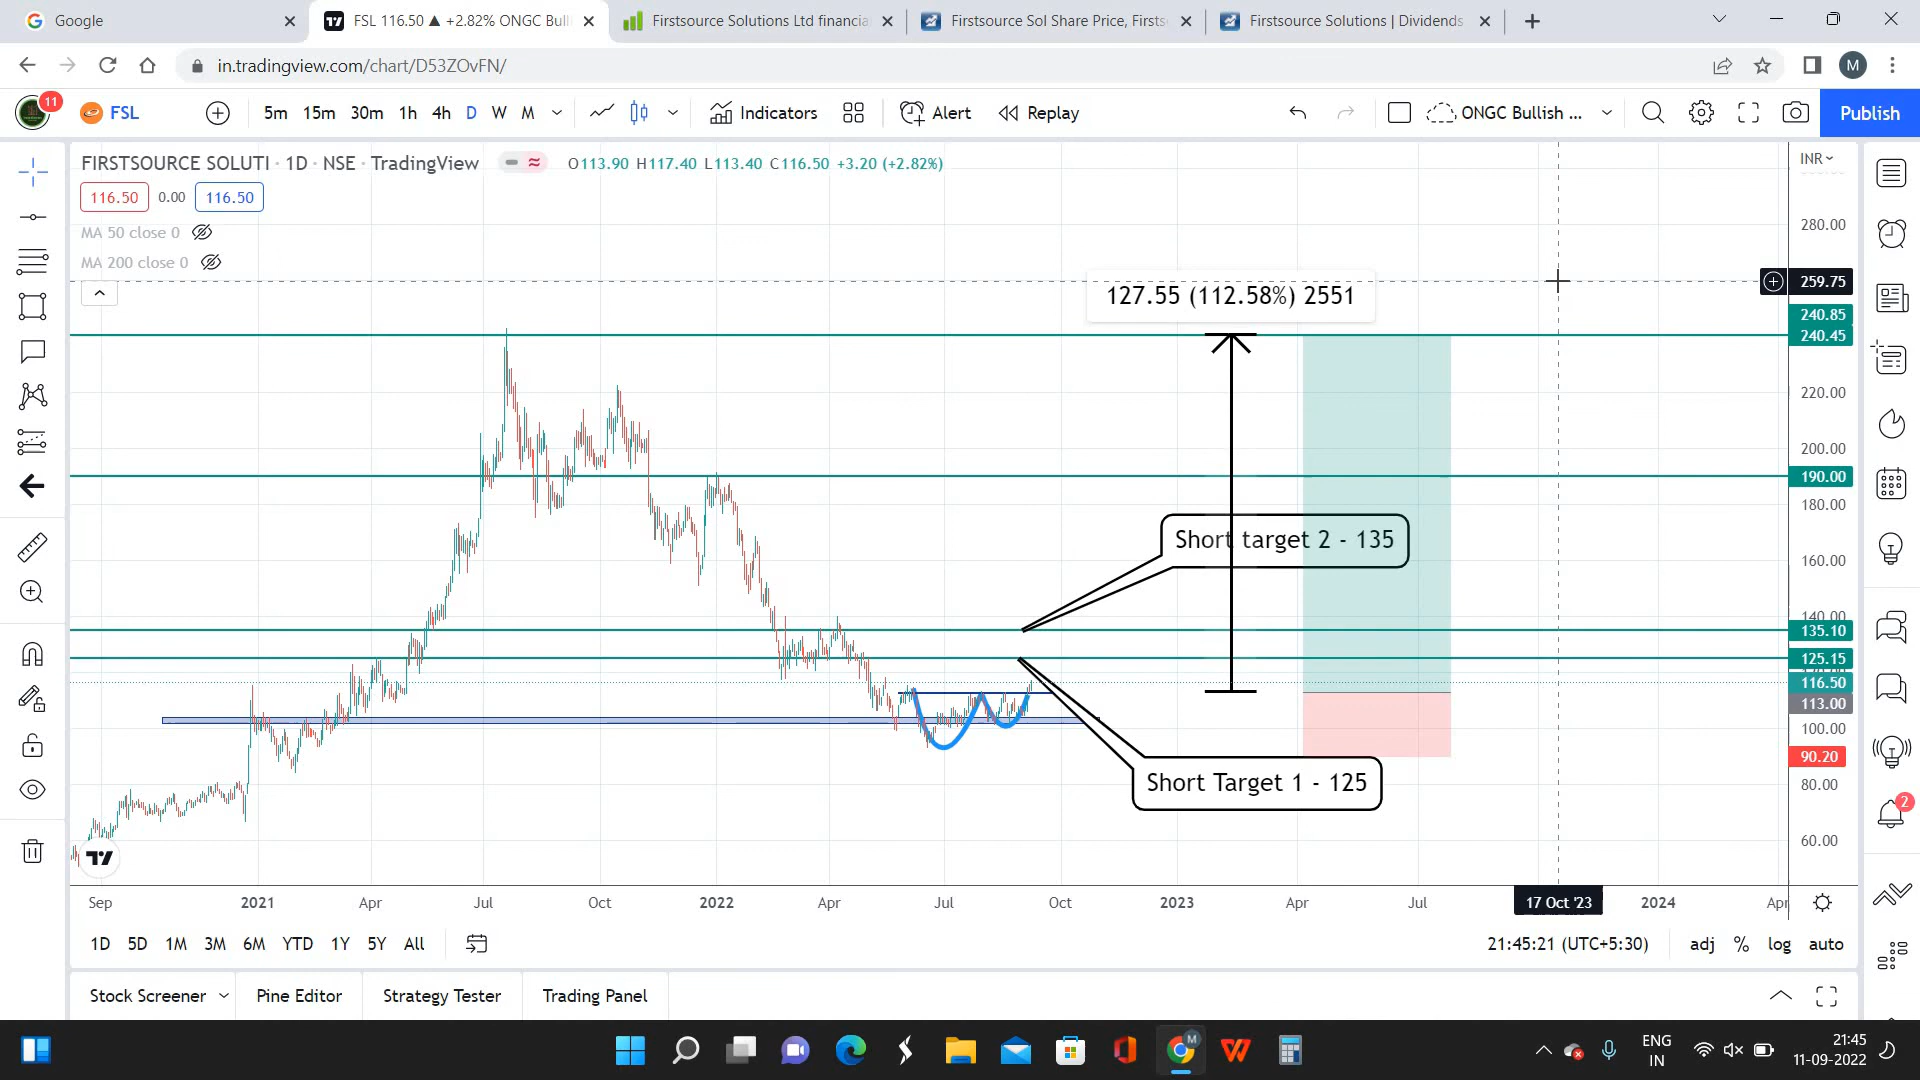 Google
FSL 116.50 ▲ +2.82% ONGC Bull
Firstsource Solutions Ltd financia
Firstsource Sol Share Price, Firsts
Firstsource Solutions | Dividends
in.tradingview.com/chart/D53ZOvFN/
M
11
FSL
5m 15m 30m 1h 4h D W M
Indicators
Alert
Replay
ONGC Bullish ...
Publish
FIRSTSOURCE SOLUTI · 1D · NSE · TradingView
O113.90 H117.40 L113.40 C116.50 +3.20 (+2.82%)
INR
116.50 0.00 116.50
MA 50 close 0
MA 200 close 0
280.00
259.75
127.55 (112.58%) 2551
240.85
240.45
220.00
200.00
190.00
180.00
Short target 2 - 135
160.00
140.00
135.10
125.15
116.50
113.00
100.00
90.20
Short Target 1 - 125
80.00
60.00
2
Sep 2021 Apr Jul Oct 2022 Apr Jul Oct 2023 Apr Jul 17 Oct '23 2024 Apr
1D 5D 1M 3M 6M YTD 1Y 5Y All
21:45:21 (UTC+5:30)
adj % log auto
Stock Screener
Pine Editor
Strategy Tester
Trading Panel
ENG
IN
21:45
11-09-2022